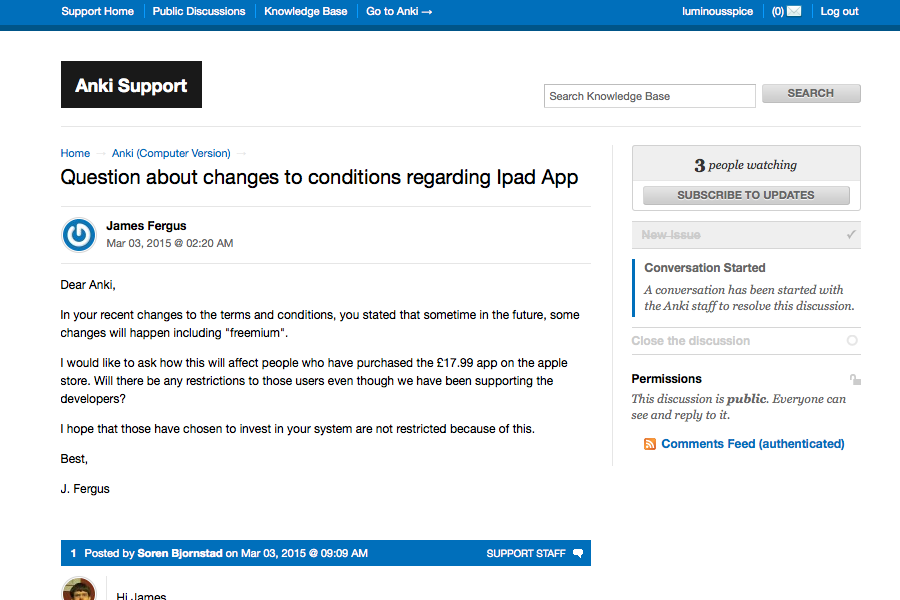 Support Home Public Discussions Knowledge Base Go to Anki → luminousspice (0) Log out
Anki Support
Search Knowledge Base SEARCH
Home → Anki (Computer Version) →
Question about changes to conditions regarding Ipad App
James Fergus
Mar 03, 2015 @ 02:20 AM
Dear Anki,
In your recent changes to the terms and conditions, you stated that sometime in the future, some
changes will happen including "freemium".
I would like to ask how this will affect people who have purchased the £17.99 app on the apple
store. Will there be any restrictions to those users even though we have been supporting the
developers?
I hope that those have chosen to invest in your system are not restricted because of this.
Best,
J. Fergus
1 Posted by Soren Bjornstad on Mar 03, 2015 @ 09:09 AM SUPPORT STAFF
Hi James
3 people watching
SUBSCRIBE TO UPDATES
New Issue ✓
Conversation Started
A conversation has been started with
the Anki staff to resolve this discussion.
Close the discussion
Permissions
This discussion is public. Everyone can
see and reply to it.
Comments Feed (authenticated)